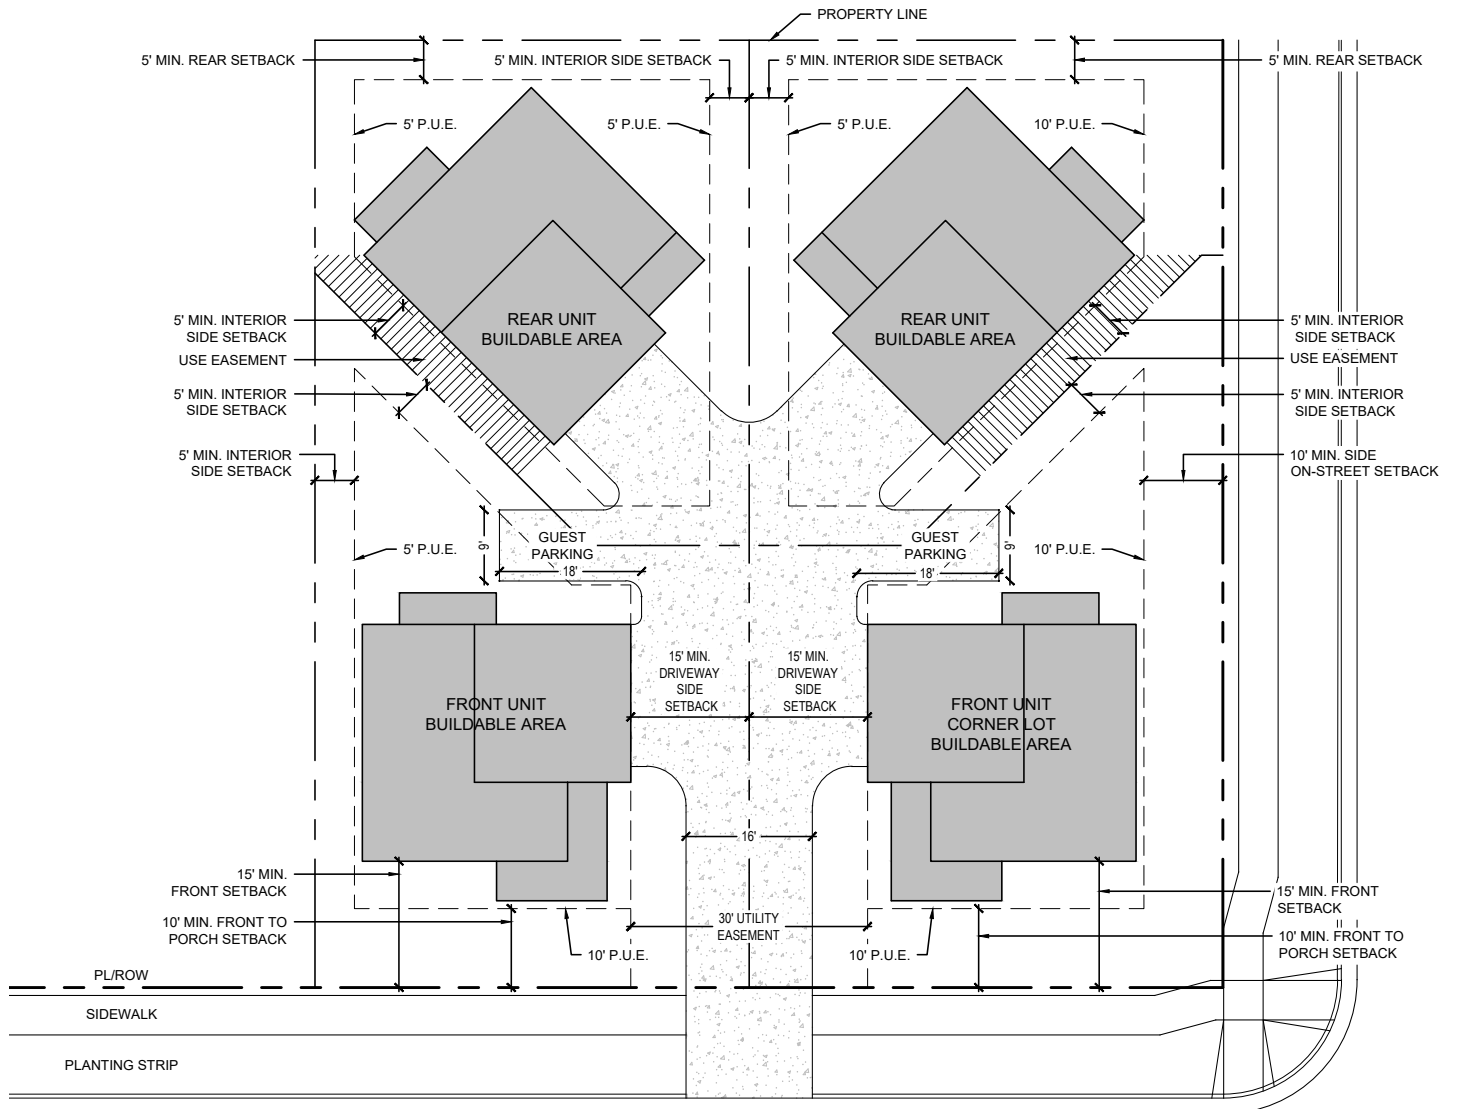 PROPERTY LINE
5' MIN. REAR SETBACK
5' MIN. INTERIOR SIDE SETBACK
5' MIN. INTERIOR SIDE SETBACK
5' MIN. REAR SETBACK
5' P.U.E.
5' P.U.E.
5' P.U.E.
10' P.U.E.
REAR UNIT
BUILDABLE AREA
REAR UNIT
BUILDABLE AREA
5' MIN. INTERIOR
SIDE SETBACK
USE EASEMENT
5' MIN. INTERIOR
SIDE SETBACK
5' MIN. INTERIOR
SIDE SETBACK
5' MIN. INTERIOR
SIDE SETBACK
USE EASEMENT
5' MIN. INTERIOR
SIDE SETBACK
10' MIN. SIDE
ON-STREET SETBACK
5' P.U.E.
9'
GUEST
PARKING
18'
GUEST
PARKING
18'
9'
10' P.U.E.
15' MIN.
DRIVEWAY
SIDE
SETBACK
15' MIN.
DRIVEWAY
SIDE
SETBACK
FRONT UNIT
BUILDABLE AREA
FRONT UNIT
CORNER LOT
BUILDABLE AREA
16'
15' MIN.
FRONT SETBACK
10' MIN. FRONT TO
PORCH SETBACK
10' P.U.E.
30' UTILITY
EASEMENT
10' P.U.E.
15' MIN. FRONT
SETBACK
10' MIN. FRONT TO
PORCH SETBACK
PL/ROW
SIDEWALK
PLANTING STRIP